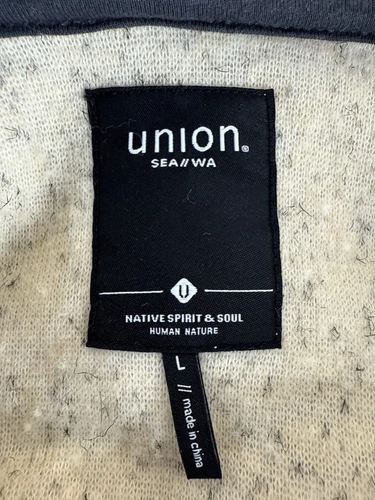 union®
SEA//WA
U
NATIVE SPIRIT & SOUL
HUMAN NATURE
L /// made in china